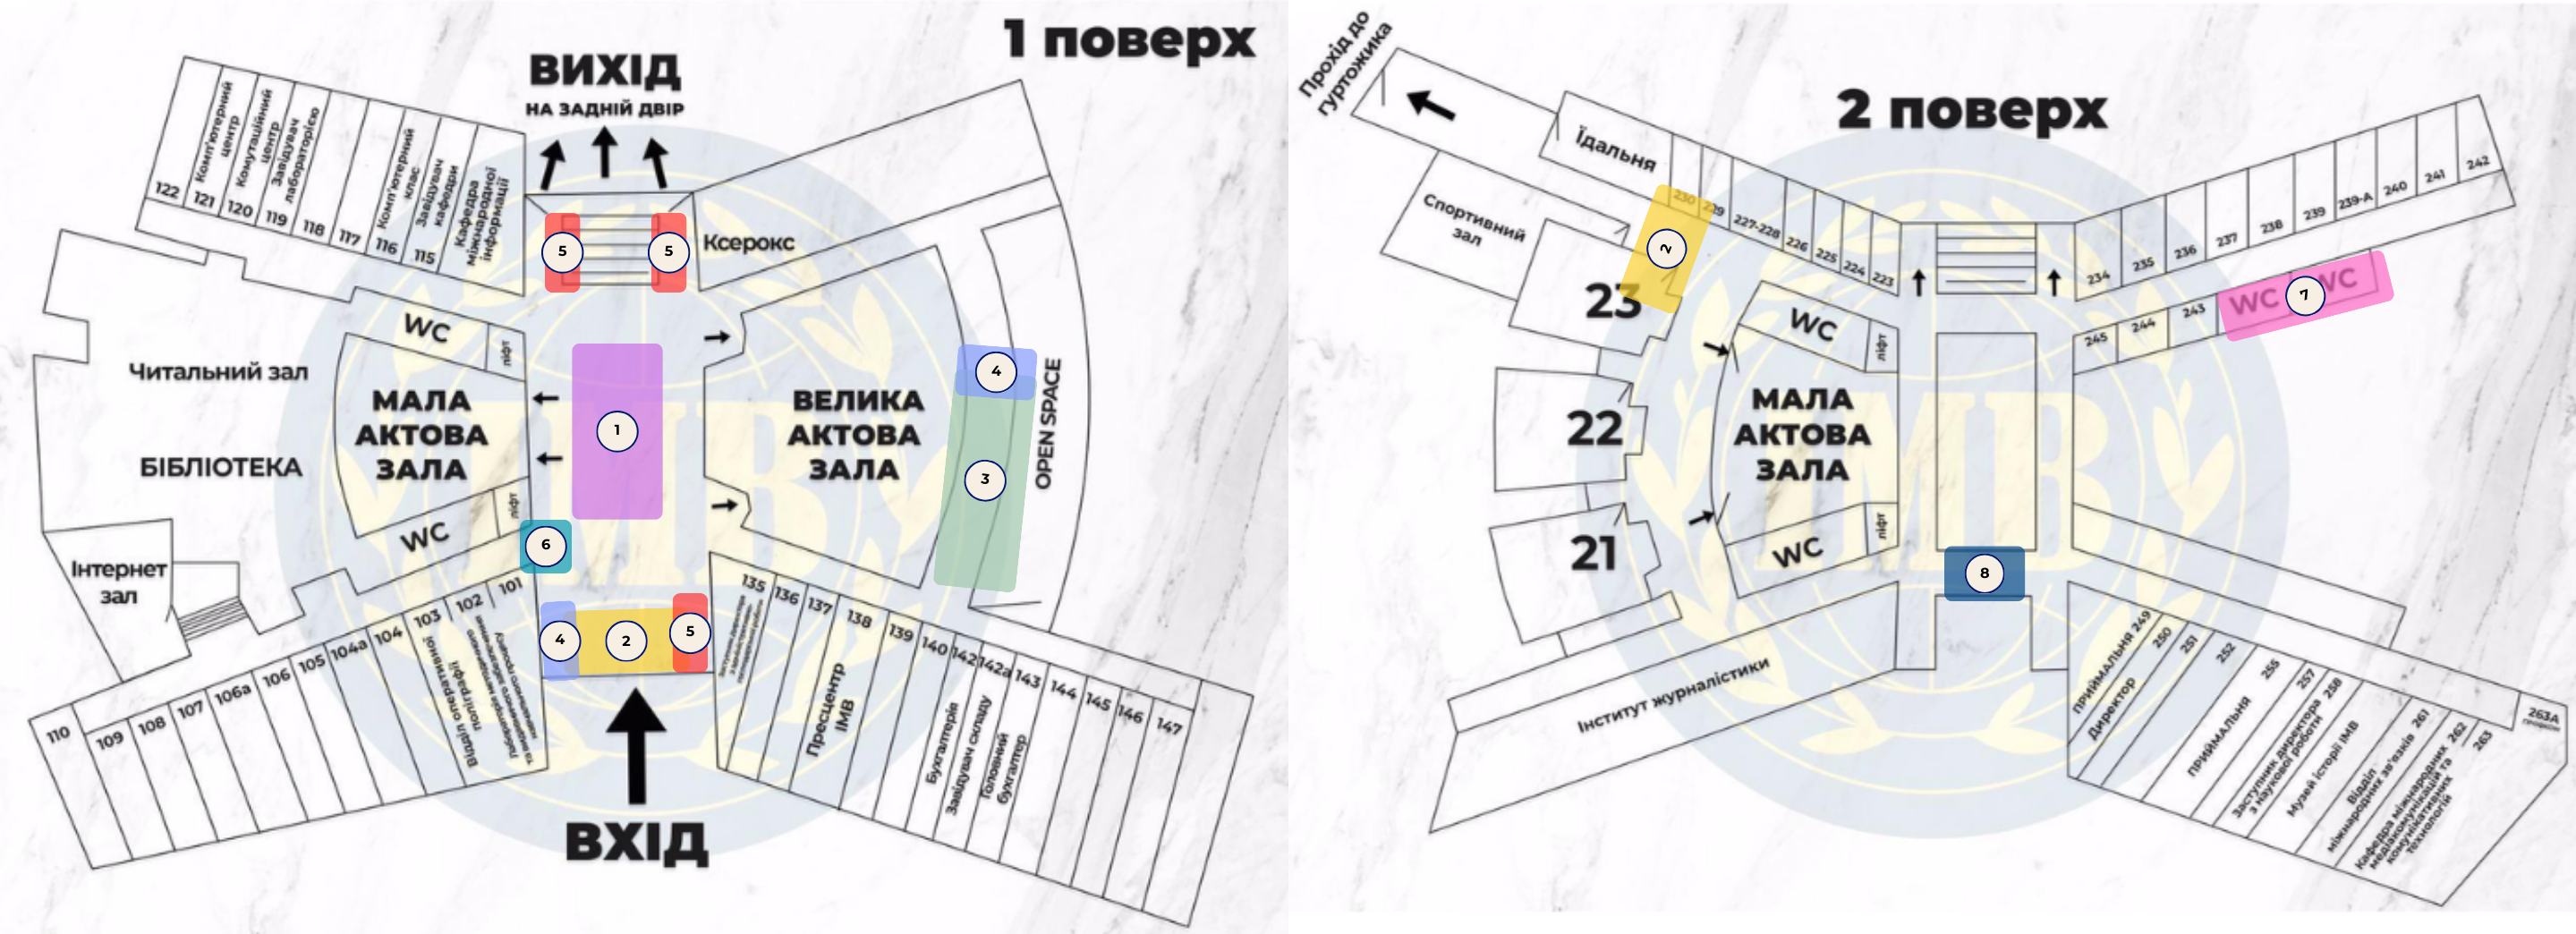 1 поверх
ВИХІД
НА ЗАДНІЙ ДВІР
122
Комп'ютерний
центр
121
Комутаційний
центр
120
Завідувач
лабораторією
119
118
117
Комп'ютерний
клас
116
Завідувач
кафедри
115
Кафедра
міжнародної
інформації
5
5
Ксерокс
WC
ліфт
Читальний зал
БІБЛІОТЕКА
МАЛА
АКТОВА
ЗАЛА
1
ВЕЛИКА
АКТОВА
ЗАЛА
4
3
OPEN SPACE
WC
ліфт
6
Інтернет
зал
4
2
5
110
109
108
107
106а
106
105
104а
104
103
Відділ оперативної
поліграфії
102
101
135
136
137
Пресцентр
ІМВ
138
139
140
Бухгалтерія
142
Завідувач складу
142а
Головний
бухгалтер
143
144
145
146
147
ВХІД
IMB
2 поверх
Прохід до
гуртожика
Їдальня
Спортивний
зал
230
229
227-228
226
225
224
223
2
23
22
21
WC
ліфт
МАЛА
АКТОВА
ЗАЛА
WC
ліфт
234
235
236
237
238
239
239-А
240
241
242
245
244
243
WC
7
WC
8
Інститут журналістики
ПРИЙМАЛЬНЯ 249
Директор
250
251
252
ПРИЙМАЛЬНЯ
255
257
Заступник директора
з наукової роботи
258
Музей історії ІМВ
261
Відділ
міжнародних зв'язків
262
Кафедра міжнародних
медіакомунікацій та
комунікативних
технологій
263
263А
IMB